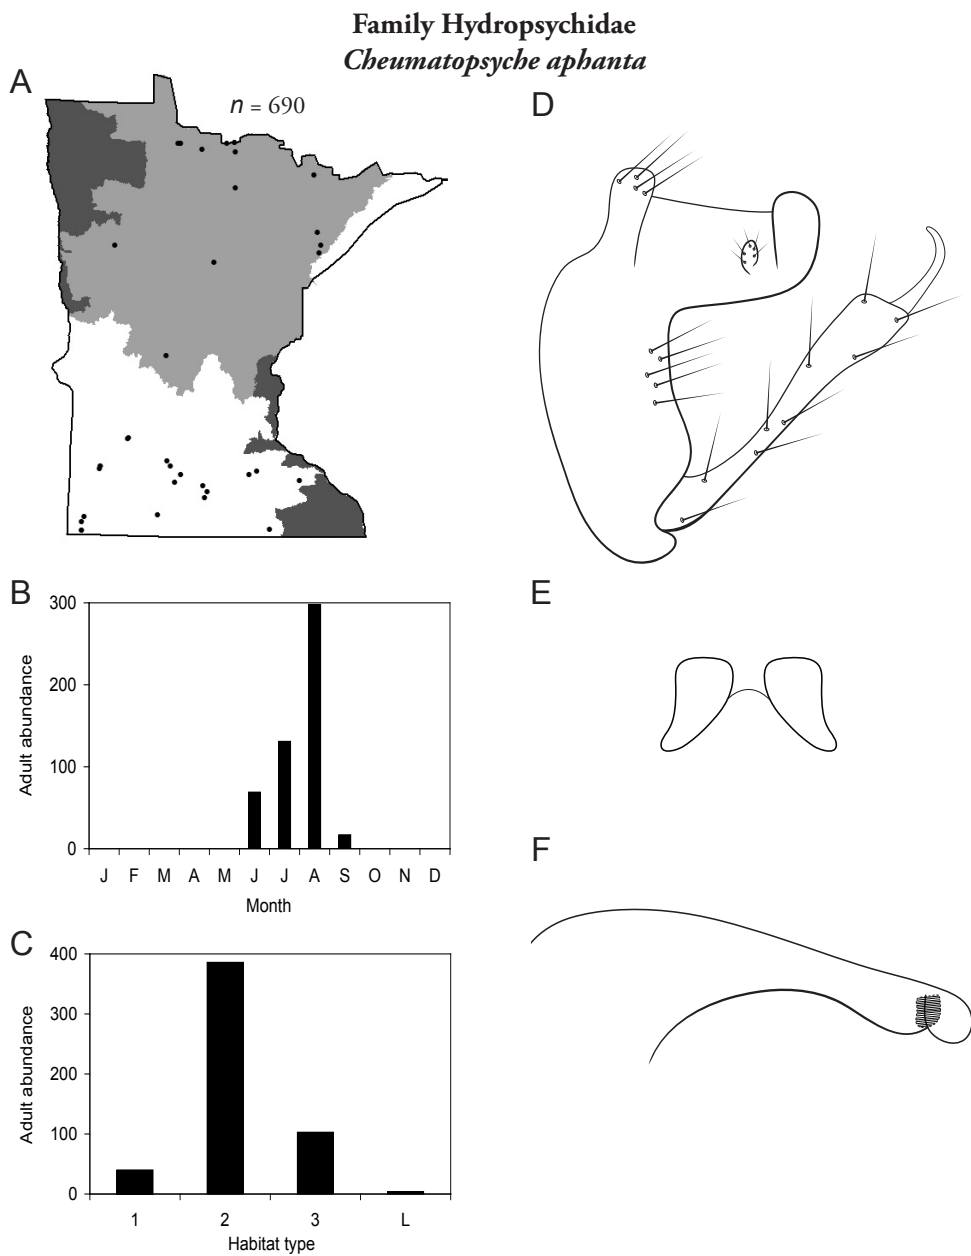 Family Hydropsychidae
Cheumatopsyche aphanta
A
n = 690
D
B
300
200
100
0
Adult abundance
J F M A M J J A S O N D
Month
E
C
400
300
200
100
0
Adult abundance
1 2 3 L
Habitat type
F